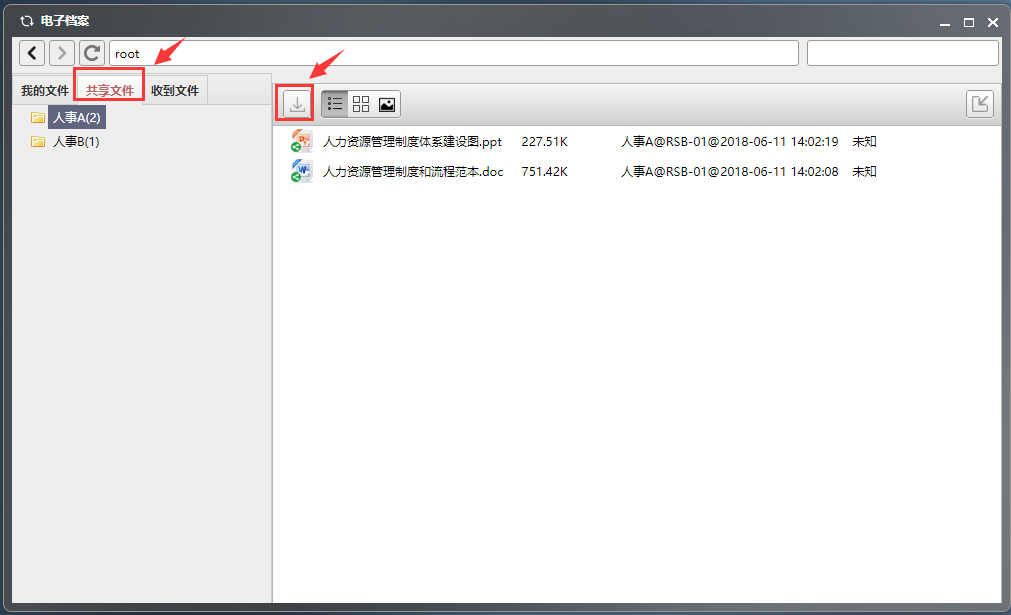 电子档案
root
我的文件 共享文件 收到文件
人事A(2)
人事B(1)
人力资源管理制度体系建设图.ppt 227.51K 人事A@RSB-01@2018-06-11 14:02:19 未知
人力资源管理制度和流程范本.doc 751.42K 人事A@RSB-01@2018-06-11 14:02:08 未知